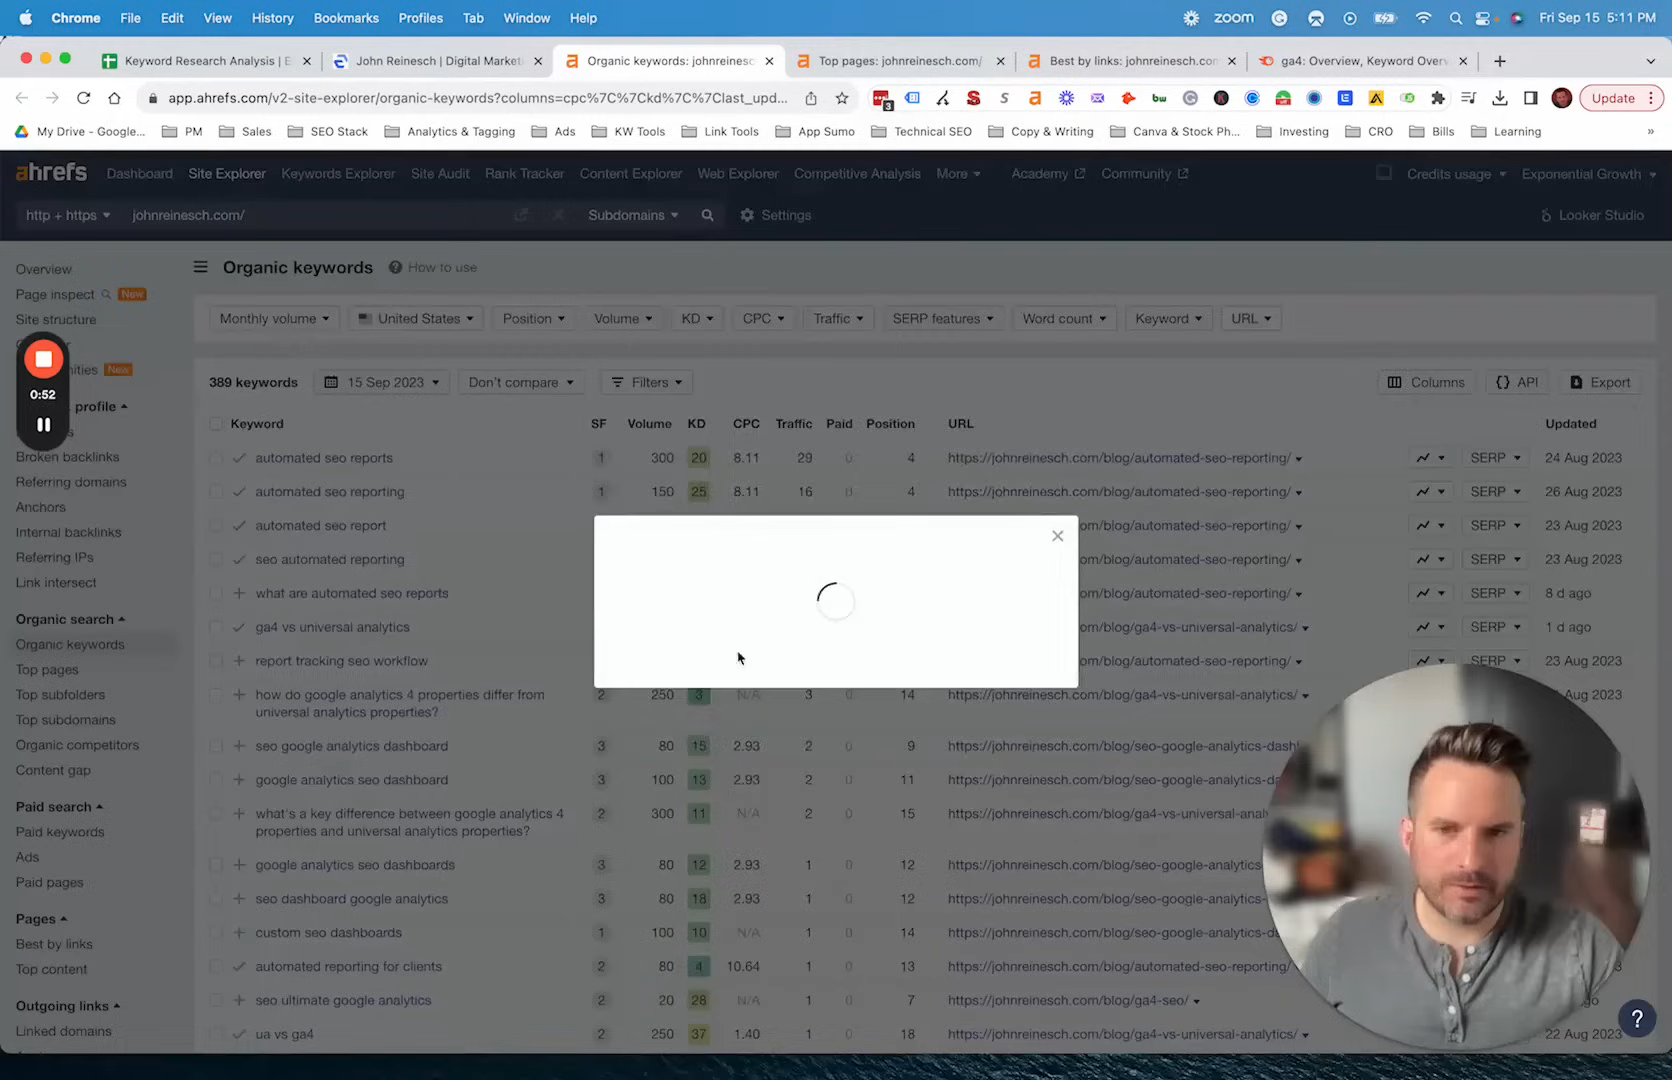 Chrome File Edit View History Bookmarks Profiles Tab Window Help zoom Fri Sep 15 5:11 PM
Keyword Research Analysis | E John Reinesch | Digital Marketi Organic keywords: johnreinesc Top pages: johnreinesch.com/ Best by links: johnreinesch.com ga4: Overview, Keyword Overv
app.ahrefs.com/v2-site-explorer/organic-keywords?columns=cpc%7C%7Ckd%7C%7Clast_upd... Update
My Drive - Google... PM Sales SEO Stack Analytics & Tagging Ads KW Tools Link Tools App Sumo Technical SEO Copy & Writing Canva & Stock Ph... Investing CRO Bills Learning »
ahrefs Dashboard Site Explorer Keywords Explorer Site Audit Rank Tracker Content Explorer Web Explorer Competitive Analysis More Academy Community Credits usage Exponential Growth
http + https johnreinesch.com/ Subdomains Settings Looker Studio
Overview
Page inspect New
Site structure
ities New
profile
Broken backlinks
Referring domains
Anchors
Internal backlinks
Referring IPs
Link intersect
Organic search
Organic keywords
Top pages
Top subfolders
Top subdomains
Organic competitors
Content gap
Paid search
Paid keywords
Ads
Paid pages
Pages
Best by links
Top content
Outgoing links
Linked domains
0:52
Organic keywords ? How to use
Monthly volume United States Position Volume KD CPC Traffic SERP features Word count Keyword URL
389 keywords 15 Sep 2023 Don't compare Filters Columns {} API Export
Keyword SF Volume KD CPC Traffic Paid Position URL Updated
automated seo reports 1 300 20 8.11 29 0 4 https://johnreinesch.com/blog/automated-seo-reporting/ SERP 24 Aug 2023
automated seo reporting 1 150 25 8.11 16 0 4 https://johnreinesch.com/blog/automated-seo-reporting/ SERP 26 Aug 2023
automated seo report om/blog/automated-seo-reporting/ SERP 23 Aug 2023
seo automated reporting om/blog/automated-seo-reporting/ SERP 23 Aug 2023
what are automated seo reports om/blog/automated-seo-reporting/ SERP 8 d ago
ga4 vs universal analytics om/blog/ga4-vs-universal-analytics/ SERP 1 d ago
report tracking seo workflow om/blog/automated-seo-reporting/ SERP 23 Aug 2023
how do google analytics 4 properties differ from universal analytics properties? 2 250 3 N/A 3 0 14 https://johnreinesch.com/blog/ga4-vs-universal-analytics/ Aug 2023
seo google analytics dashboard 3 80 15 2.93 2 0 9 https://johnreinesch.com/blog/seo-google-analytics-dashl
google analytics seo dashboard 3 100 13 2.93 2 0 11 https://johnreinesch.com/blog/seo-google-analytics-da
what's a key difference between google analytics 4 properties and universal analytics properties? 2 300 11 N/A 2 0 15 https://johnreinesch.com/blog/ga4-vs-universal-anal
google analytics seo dashboards 3 80 12 2.93 1 0 12 https://johnreinesch.com/blog/seo-google-analytics-
seo dashboard google analytics 3 80 18 2.93 1 0 12 https://johnreinesch.com/blog/seo-google-analytics-
custom seo dashboards 1 100 10 N/A 1 0 14 https://johnreinesch.com/blog/seo-google-analytics-d
automated reporting for clients 2 80 4 10.64 1 0 13 https://johnreinesch.com/blog/automated-seo-reporting/
seo ultimate google analytics 2 20 28 N/A 1 0 7 https://johnreinesch.com/blog/ga4-seo/ go
ua vs ga4 2 250 37 1.40 1 0 18 https://johnreinesch.com/blog/ga4-vs-universal-analytics/ SERP 22 Aug 2023
?